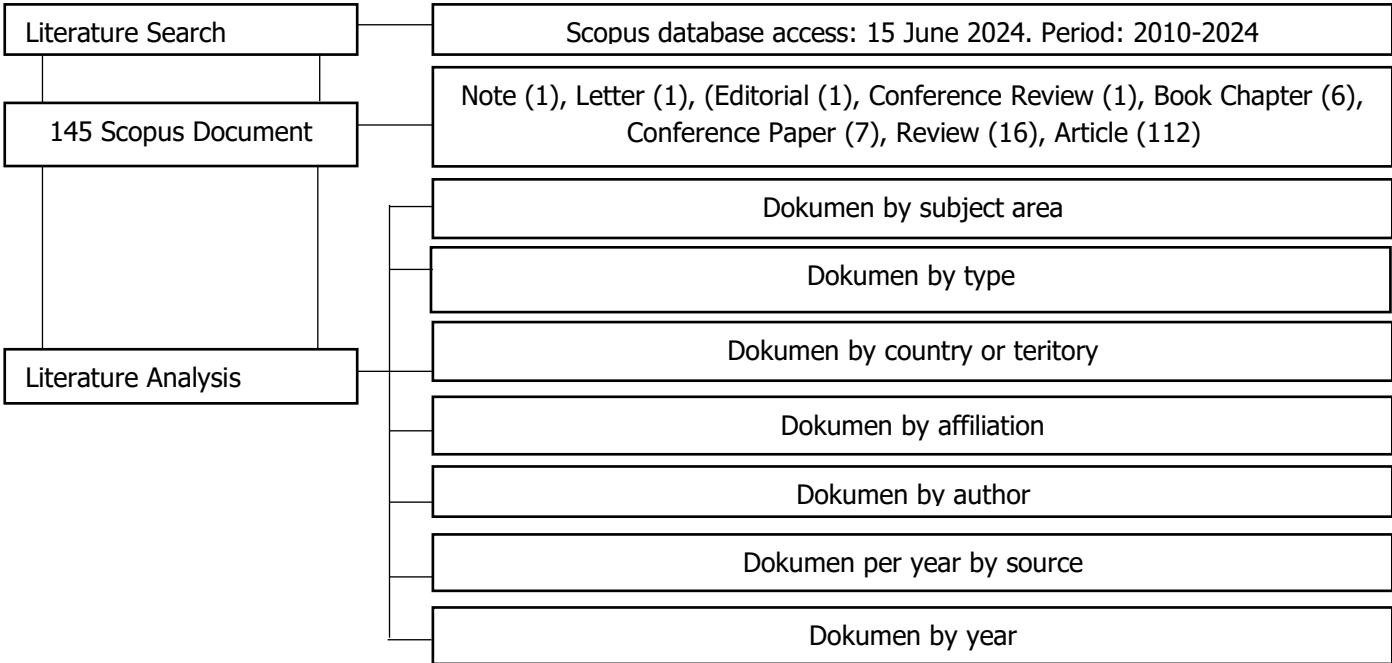 Literature Search
Scopus database access: 15 June 2024. Period: 2010-2024
145 Scopus Document
Note (1), Letter (1), (Editorial (1), Conference Review (1), Book Chapter (6),
Conference Paper (7), Review (16), Article (112)
Literature Analysis
Dokumen by subject area
Dokumen by type
Dokumen by country or teritory
Dokumen by affiliation
Dokumen by author
Dokumen per year by source
Dokumen by year